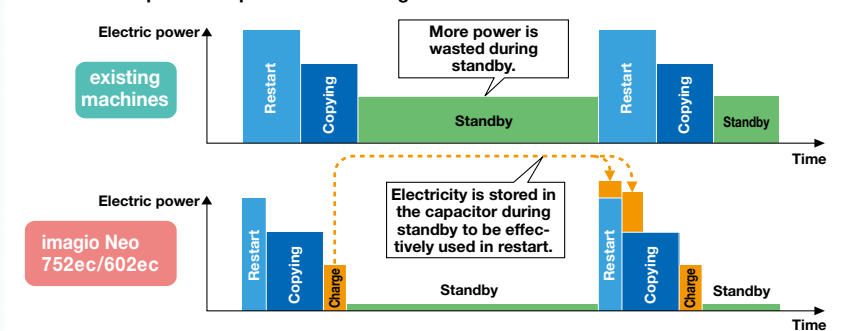 Electric power
More power is
wasted during
standby.
existing
machines
Restart
Copying
Standby
Restart
Copying
Standby
Time
Electric power
Electricity is stored in
the capacitor during
standby to be effec-
tively used in restart.
imagio Neo
752ec/602ec
Restart
Copying
Charge
Standby
Restart
Copying
Charge
Standby
Time